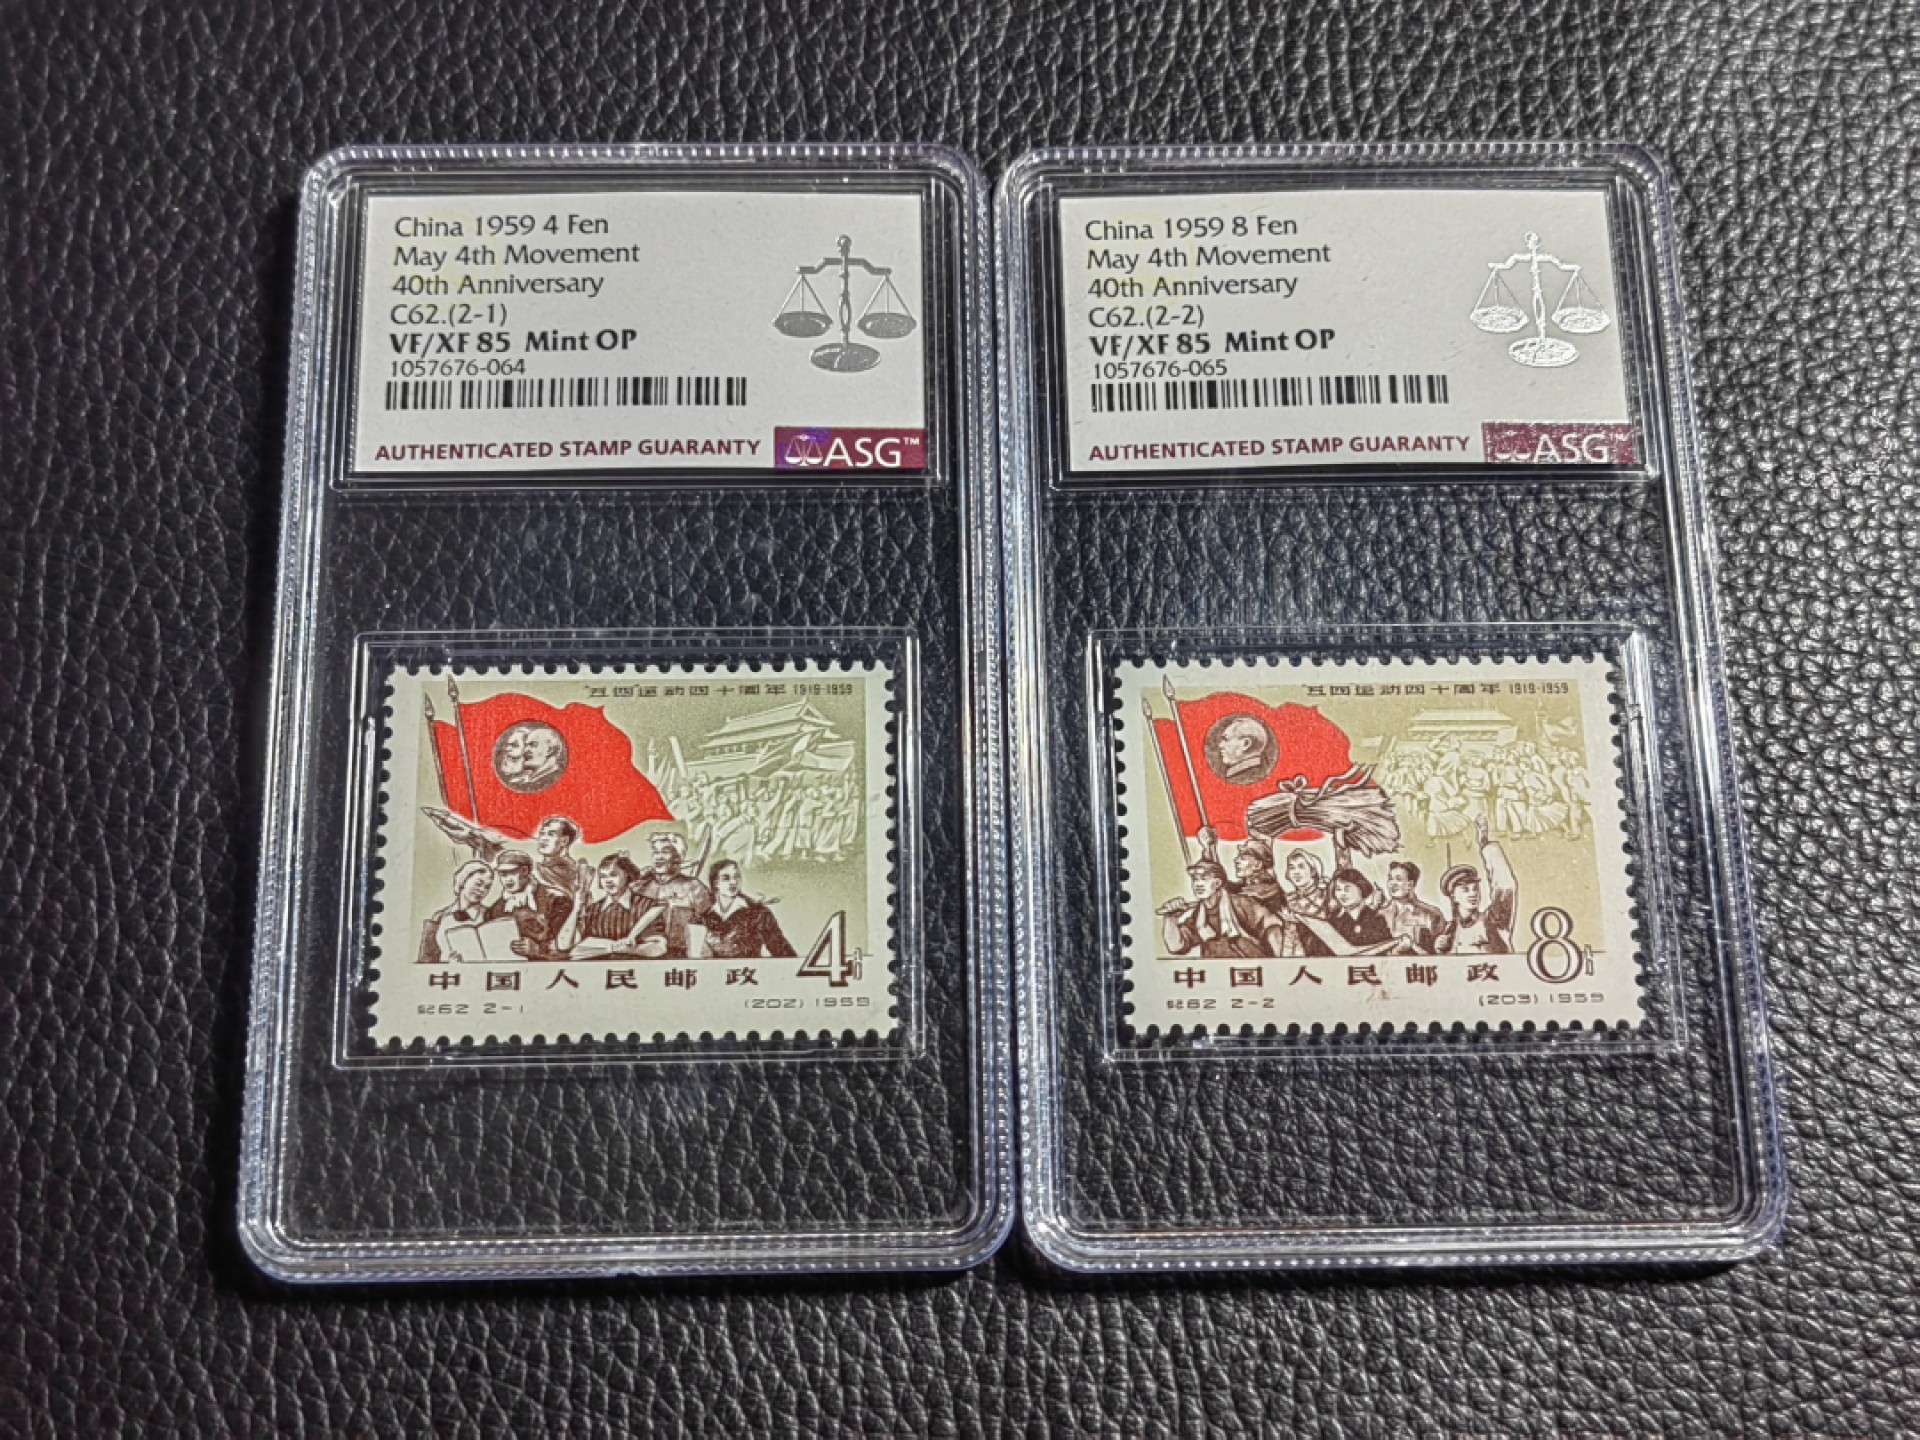 China 1959 4 Fen
May 4th Movement
40th Anniversary
C62.(2-1)
VF/XF 85 Mint OP
1057676-064
AUTHENTICATED STAMP GUARANTY ASG™
"五四"运动四十周年 1919-1959
4分
中国人民邮政
纪62 2-1 (202) 1959
China 1959 8 Fen
May 4th Movement
40th Anniversary
C62.(2-2)
VF/XF 85 Mint OP
1057676-065
AUTHENTICATED STAMP GUARANTY ASG™
"五四"运动四十周年 1919-1959
8分
中国人民邮政
纪62 2-2 (203) 1959